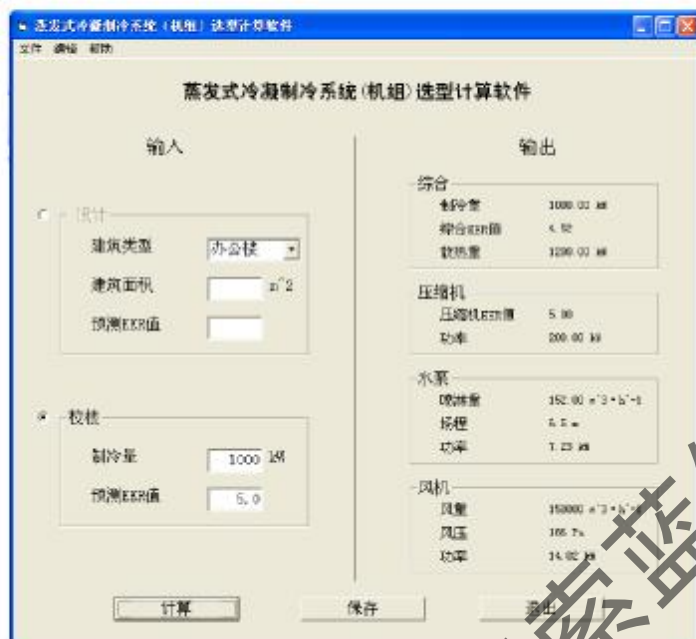 蒸发式冷凝制冷系统(机组)选型计算软件
文件 编辑 帮助
蒸发式冷凝制冷系统(机组)选型计算软件
输入
设计
建筑类型 办公楼
建筑面积 m^2
预测EER值
校核
制冷量 1000 kW
预测EER值 5.0
输出
综合
制冷量 1000.00 kW
综合EER值
散热量 1200.00 kW
压缩机
压缩机EER值 5.00
功率 200.00 kW
水泵
喷淋量 152.00 m^3*h^-1
扬程
功率 7.23 kW
风机
风量 150000
风压 Pa
功率 14.02 kW
计算 保存 退出